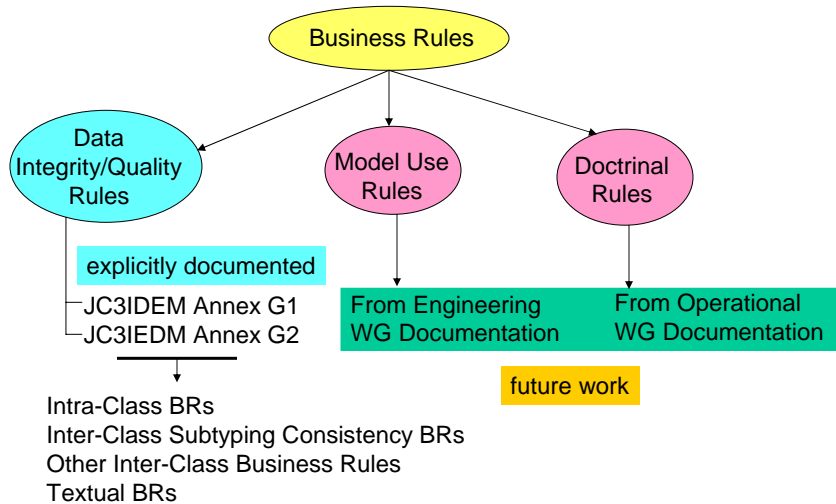 Business Rules
Data
Integrity/Quality
Rules
Model Use
Rules
Doctrinal
Rules
explicitly documented
JC3IDEM Annex G1
JC3IEDM Annex G2
From Engineering
WG Documentation
From Operational
WG Documentation
future work
Intra-Class BRs
Inter-Class Subtyping Consistency BRs
Other Inter-Class Business Rules
Textual BRs